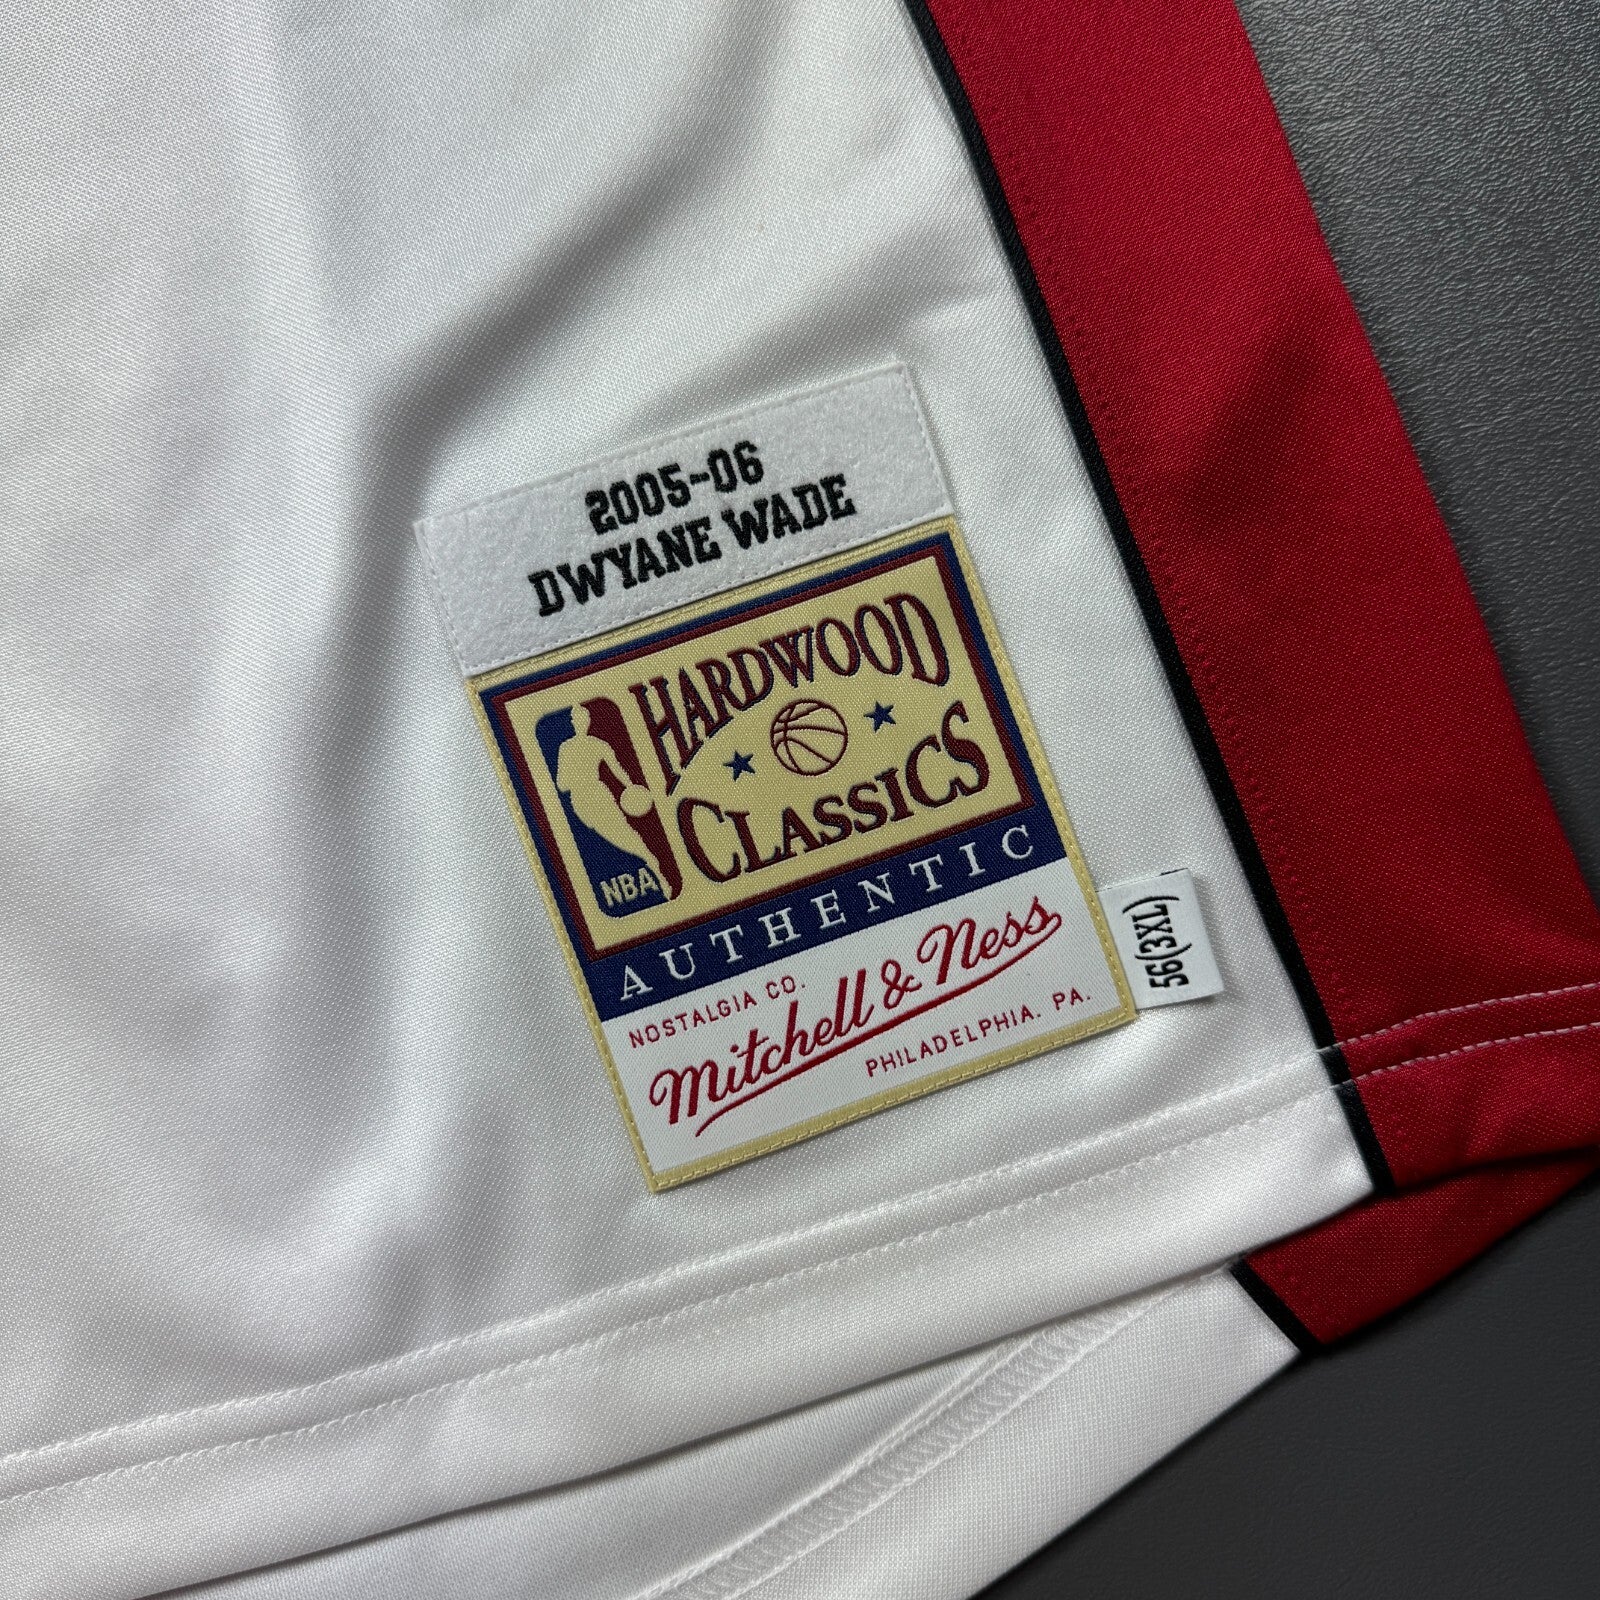 2005-06
DWYANE WADE
HARDWOOD
CLASSICS
NBA
AUTHENTIC
NOSTALGIA CO.
Mitchell & Ness
PHILADELPHIA. PA.
56(3XL)